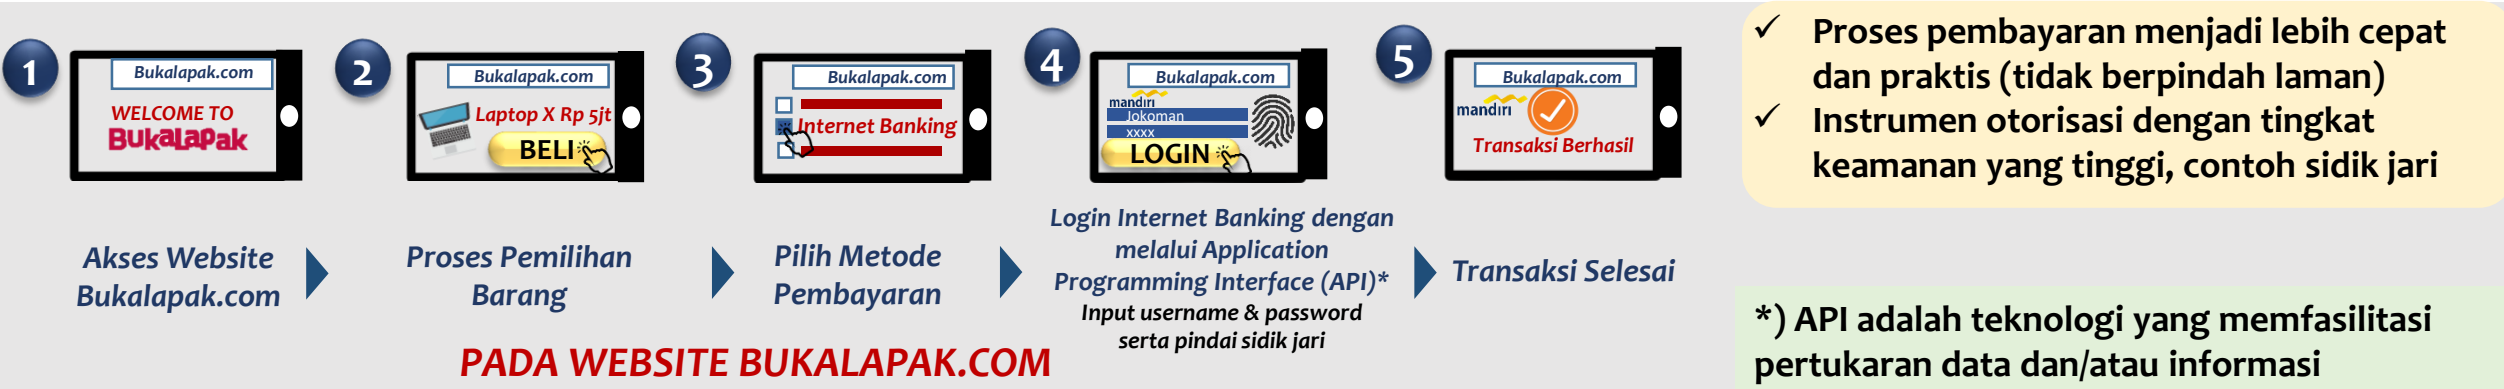 1
Bukalapak.com
WELCOME TO
BukaLaPak
Akses Website
Bukalapak.com
2
Bukalapak.com
Laptop X Rp 5jt
BELI
Proses Pemilihan
Barang
3
Bukalapak.com
Internet Banking
Pilih Metode
Pembayaran
4
Bukalapak.com
mandiri
Jokoman
xxxx
LOGIN
Login Internet Banking dengan
melalui Application
Programming Interface (API)*
Input username & password
serta pindai sidik jari
5
Bukalapak.com
mandiri
Transaksi Berhasil
Transaksi Selesai
PADA WEBSITE BUKALAPAK.COM
✓ Proses pembayaran menjadi lebih cepat
dan praktis (tidak berpindah laman)
✓ Instrumen otorisasi dengan tingkat
keamanan yang tinggi, contoh sidik jari
*) API adalah teknologi yang memfasilitasi
pertukaran data dan/atau informasi